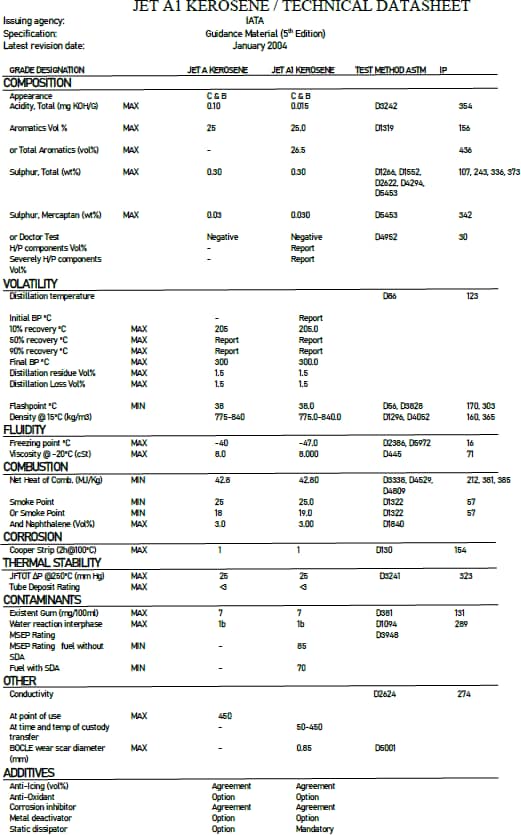 JET A1 KEROSENE / TECHNICAL DATASHEET
Issuing agency: IATA
Specification: Guidance Material (5th Edition)
Latest revision date: January 2004
GRADE DESIGNATION JET A KEROSENE JET A1 KEROSENE TEST METHOD ASTM IP
COMPOSITION
Appearance C & B C & B
Acidity, Total (mg KOH/G) MAX 0.10 0.015 D3242 354
Aromatics Vol % MAX 25 25.0 D1319 156
or Total Aromatics (vol%) MAX - 26.5 436
Sulphur, Total (wt%) MAX 0.30 0.30 D1266, D1552, 107, 243, 336, 373
D2622, D4294,
D5453
Sulphur, Mercaptan (wt%) MAX 0.03 0.030 D5453 342
or Doctor Test Negative Negative D4952 30
H/P components Vol% - Report
Severely H/P components - Report
Vol%
VOLATILITY
Distillation temperature D86 123
Initial BP °C - Report
10% recovery °C MAX 205 205.0
50% recovery °C MAX Report Report
90% recovery °C MAX Report Report
Final BP °C MAX 300 300.0
Distillation residue Vol% MAX 1.5 1.5
Distillation Loss Vol% MAX 1.5 1.5
Flashpoint °C MIN 38 38.0 D56, D3828 170, 303
Density @ 15°C (kg/m3) 775-840 775.0-840.0 D1296, D4052 160, 365
FLUIDITY
Freezing point °C MAX -40 -47.0 D2386, D5972 16
Viscosity @ -20°C (cSt) MAX 8.0 8.000 D445 71
COMBUSTION
Net Heat of Comb. (MJ/Kg) MIN 42.8 42.80 D3338, D4529, 212, 381, 385
D4809
Smoke Point MIN 25 25.0 D1322 57
Or Smoke Point MIN 18 19.0 D1322 57
And Naphthalene (Vol%) MAX 3.0 3.00 D1840
CORROSION
Cooper Strip (2h@100°C) MAX 1 1 D130 154
THERMAL STABILITY
JFTOT ΔP @250°C (mm Hg) MAX 25 25 D3241 323
Tube Deposit Rating MAX <3 <3
CONTAMINANTS
Existent Gum (mg/100ml) MAX 7 7 D381 131
Water reaction interphase MAX 1b 1b D1094 289
MSEP Rating D3948
MSEP Rating fuel without MIN - 85
SDA
Fuel with SDA MIN - 70
OTHER
Conductivity D2624 274
At point of use MAX 450
At time and temp of custody - 50-450
transfer
BOCLE wear scar diameter MAX - 0.85 D5001
(mm)
ADDITIVES
Anti-Icing (vol%) Agreement Agreement
Anti-Oxidant Option Option
Corrosion inhibitor Agreement Agreement
Metal deactivator Option Option
Static dissipator Option Mandatory